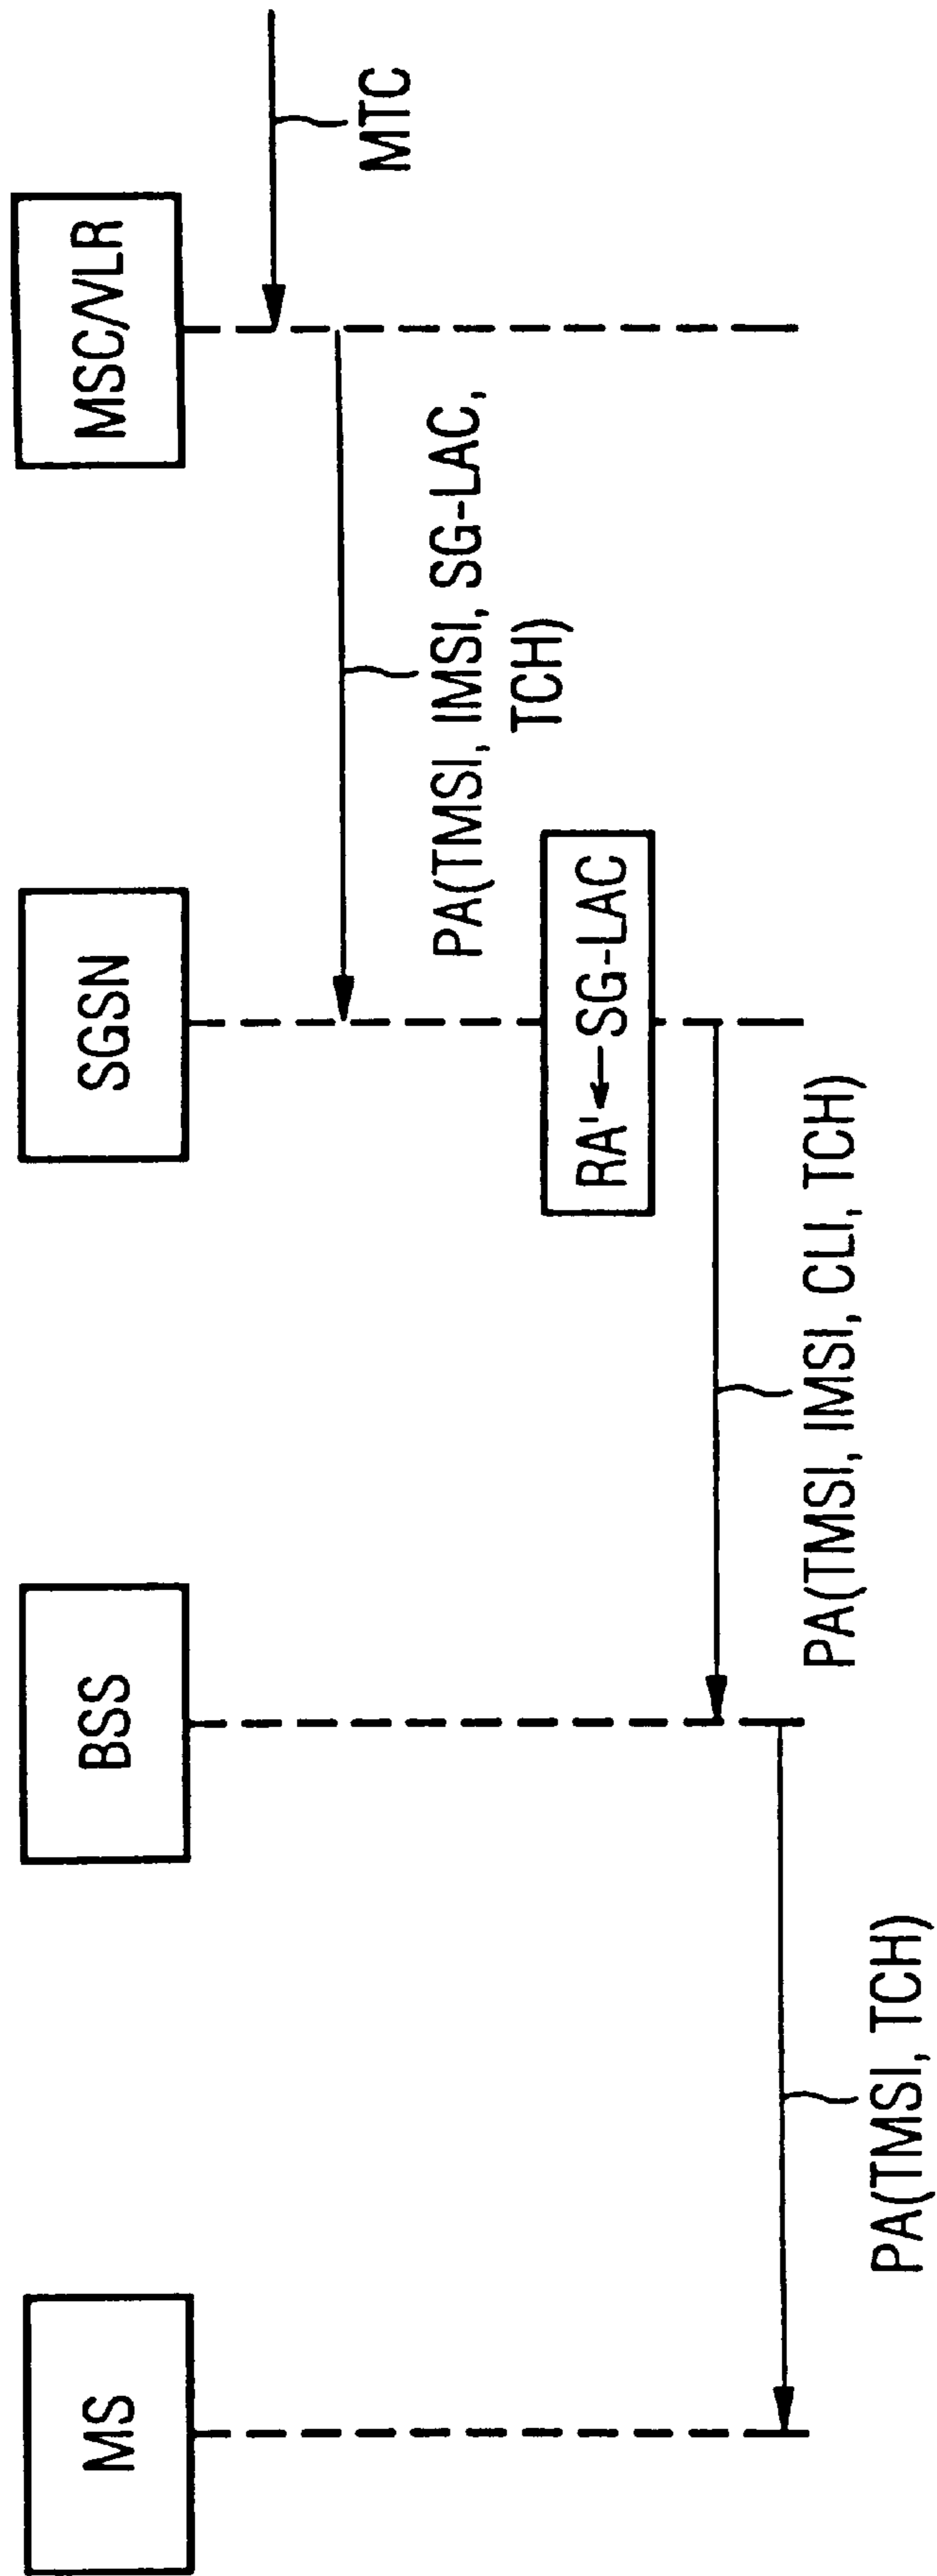 MS
BSS
SGSN
MSC/VLR
MTC
PA(TMSI, IMSI, SG-LAC,
TCH)
RA' ← SG-LAC
PA(TMSI, IMSI, CLI, TCH)
PA(TMSI, TCH)